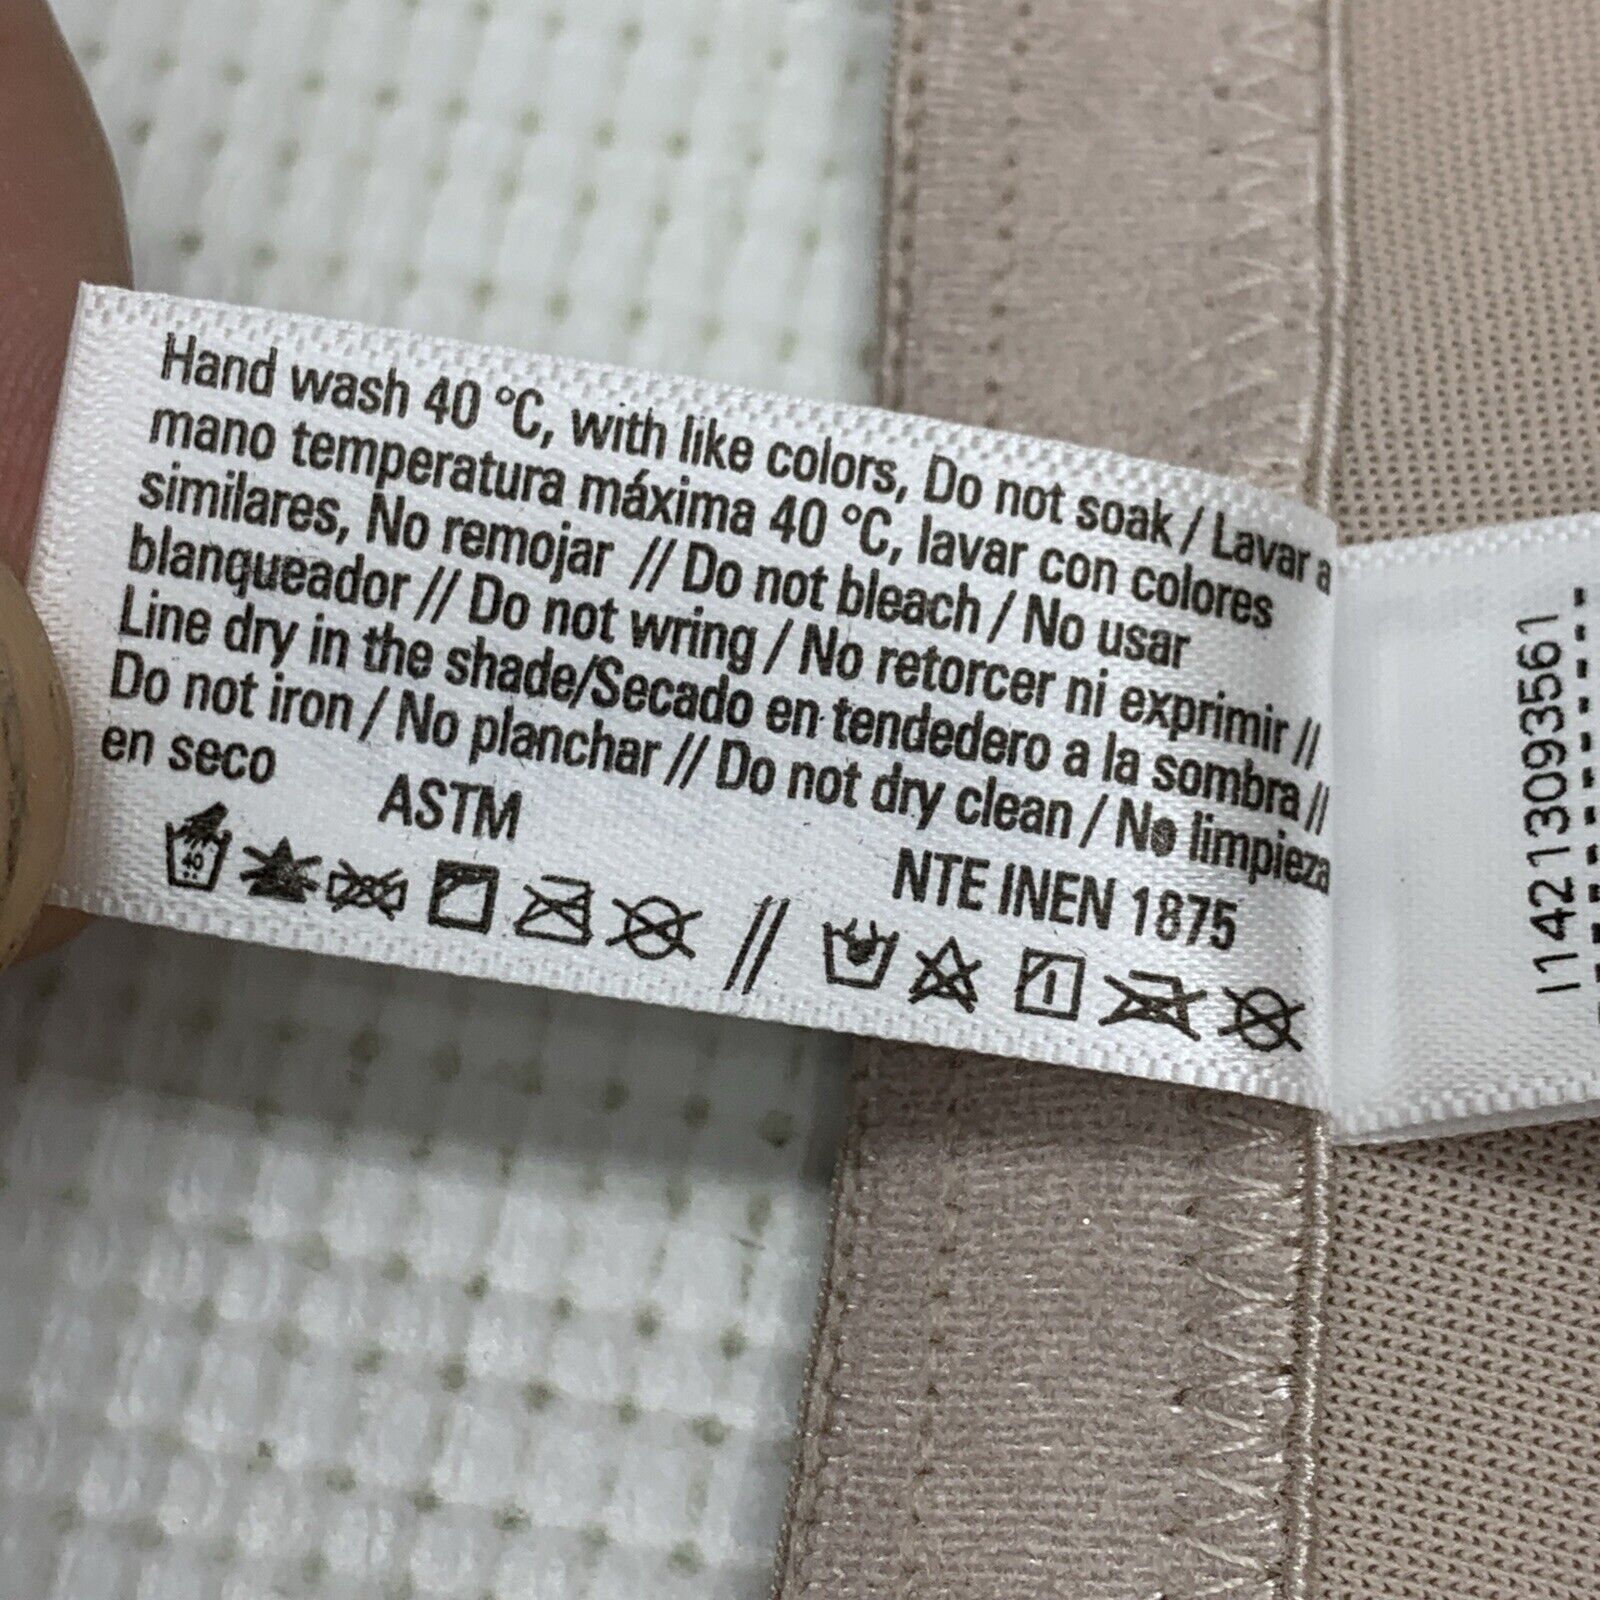 Hand wash 40 °C, with like colors, Do not soak / Lavar a
mano temperatura máxima 40 °C, lavar con colores
similares, No remojar // Do not bleach / No usar
blanqueador // Do not wring / No retorcer ni exprimir //
Line dry in the shade/Secado en tendedero a la sombra //
Do not iron / No planchar // Do not dry clean / No limpieza
en seco
ASTM
NTE INEN 1875
40
//
1142130935​61